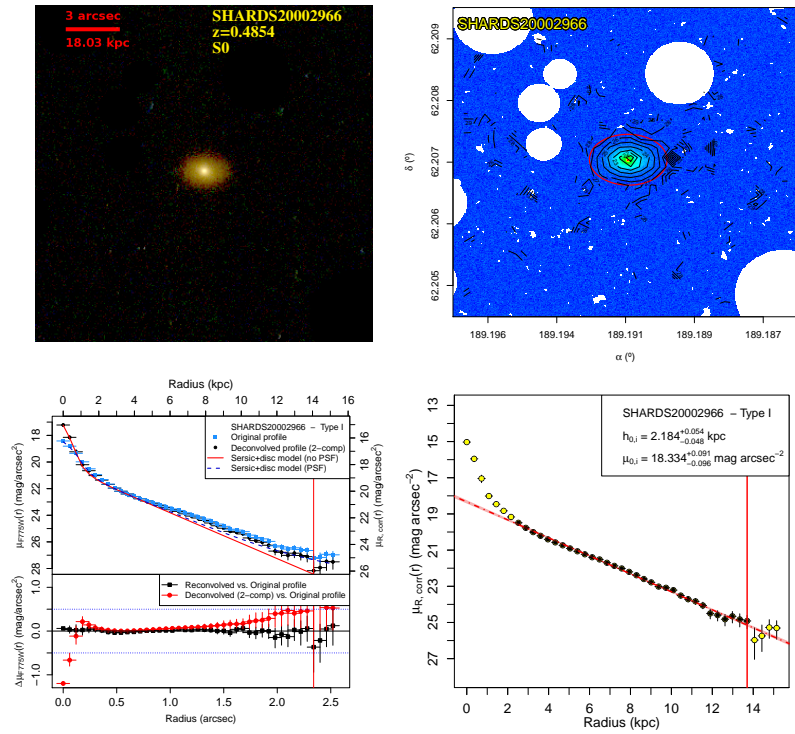 3 arcsec
18.03 kpc
SHARDS20002966
z=0.4854
S0
SHARDS20002966
62.209
62.208
62.207
62.206
62.205
δ (º)
189.196 189.194 189.191 189.189 189.187
α (º)
Radius (kpc)
0 2 4 6 8 10 12 14 16
SHARDS20002966 − Type I
Original profile
Deconvolved profile (2−comp)
Sersic+disc model (no PSF)
Sersic+disc model (PSF)
μF775W(r) (mag/arcsec2)
18 20 22 24 26 28
μR, corr(r) (mag/arcsec2)
16 18 20 22 24 26
Reconvolved vs. Original profile
Deconvolved (2−comp) vs. Original profile
ΔμF775W(r) (mag/arcsec2)
1.0
0.0
−1.0
0.0 0.5 1.0 1.5 2.0 2.5
Radius (arcsec)
SHARDS20002966 − Type I
h0,i = 2.184 +0.054 −0.048 kpc
μ0,i = 18.334 +0.091 −0.096 mag arcsec−2
μR, corr(r) (mag arcsec−2)
13 15 17 19 21 23 25 27
0 2 4 6 8 10 12 14
Radius (kpc)